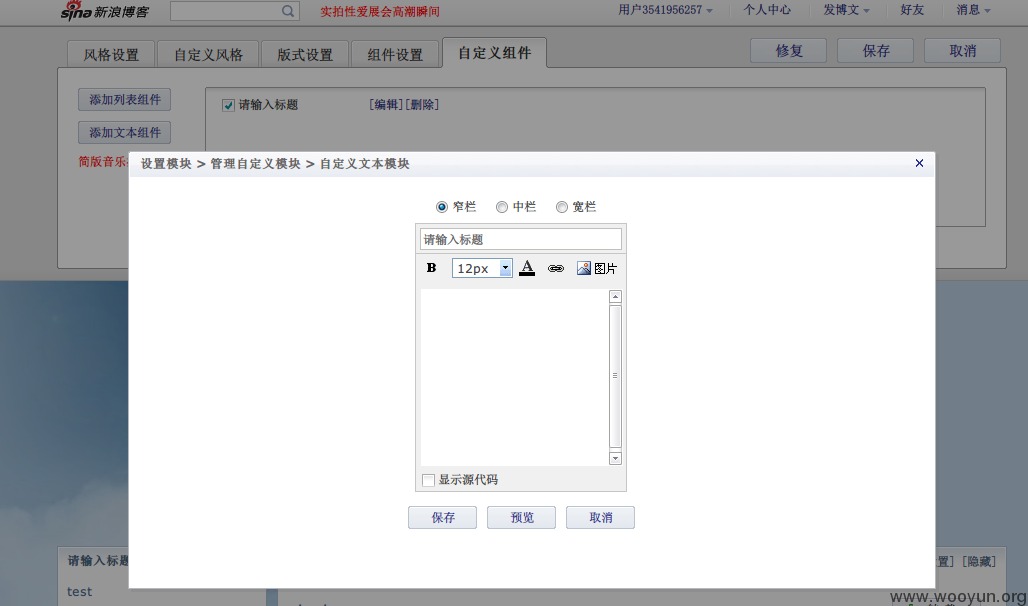 sina新浪博客 实拍性爱展会高潮瞬间 用户3541956257 个人中心 发博文 好友 消息
风格设置 自定义风格 版式设置 组件设置 自定义组件 修复 保存 取消
添加列表组件 请输入标题 [编辑][删除]
添加文本组件
简版音乐
设置模块 > 管理自定义模块 > 自定义文本模块
窄栏 中栏 宽栏
请输入标题
B 12px A 图片
显示源代码
保存 预览 取消
请输入标题 置] [隐藏]
test
www.wooyun.org